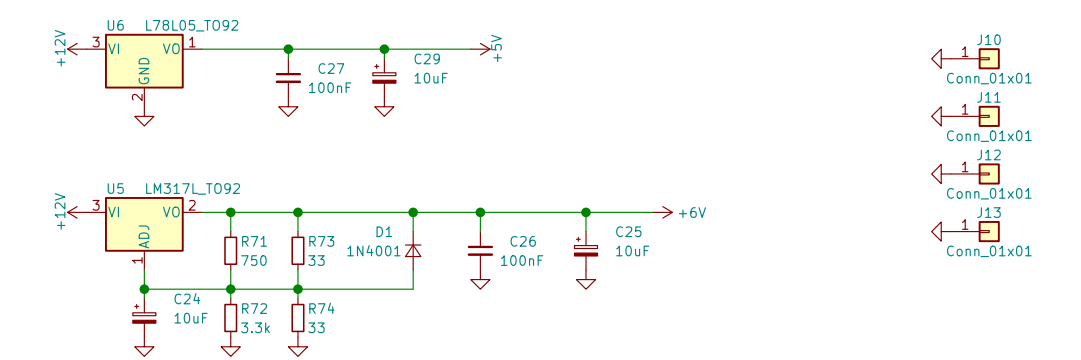 U6 L78L05_TO92
+12V
3 VI VO 1
GND
2
+5V
C27
100nF
C29
10uF
J10
1
Conn_01x01
J11
1
Conn_01x01
J12
1
Conn_01x01
J13
1
Conn_01x01
U5 LM317L_TO92
+12V
3 VI VO 2
ADJ
1
+6V
R71
750
R73
33
D1
1N4001
C26
100nF
C25
10uF
C24
10uF
R72
3.3k
R74
33